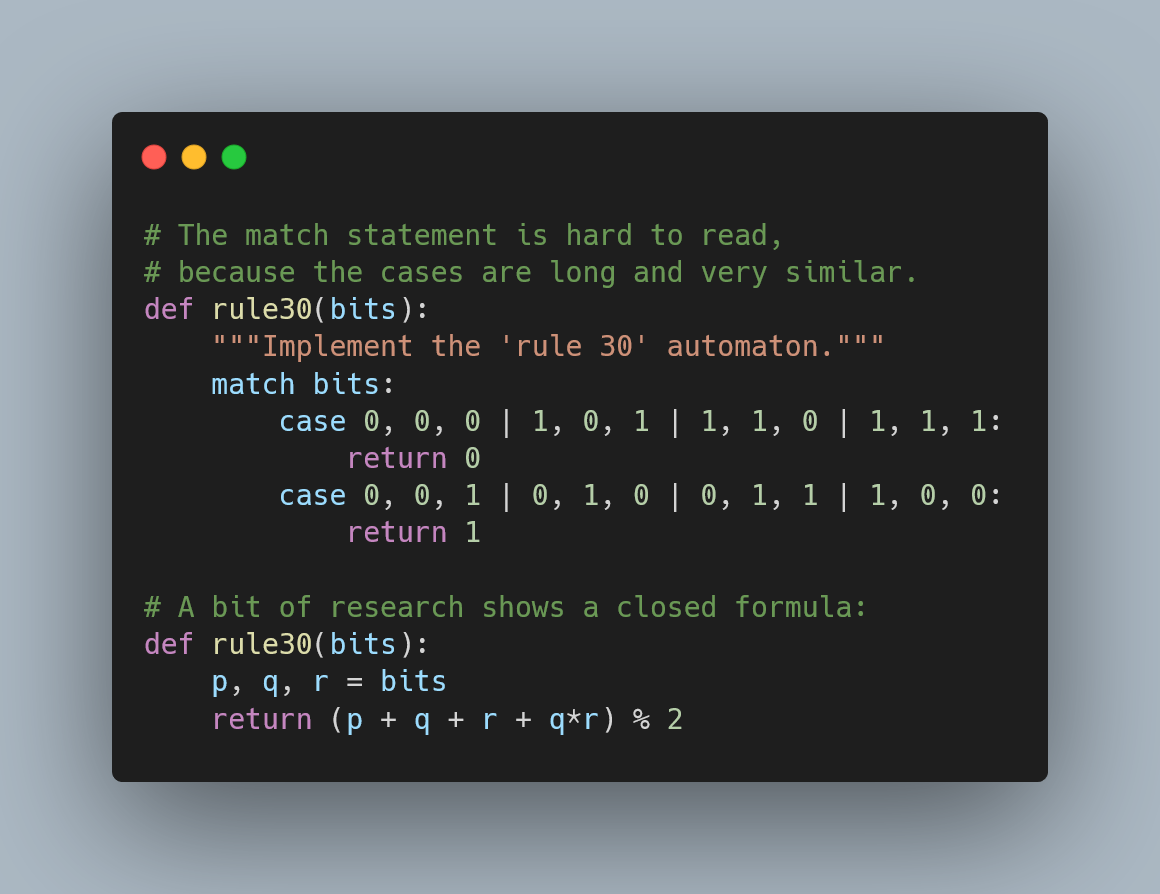 # The match statement is hard to read,
# because the cases are long and very similar.
def rule30(bits):
    """Implement the 'rule 30' automaton."""
    match bits:
        case 0, 0, 0 | 1, 0, 1 | 1, 1, 0 | 1, 1, 1:
            return 0
        case 0, 0, 1 | 0, 1, 0 | 0, 1, 1 | 1, 0, 0:
            return 1

# A bit of research shows a closed formula:
def rule30(bits):
    p, q, r = bits
    return (p + q + r + q*r) % 2